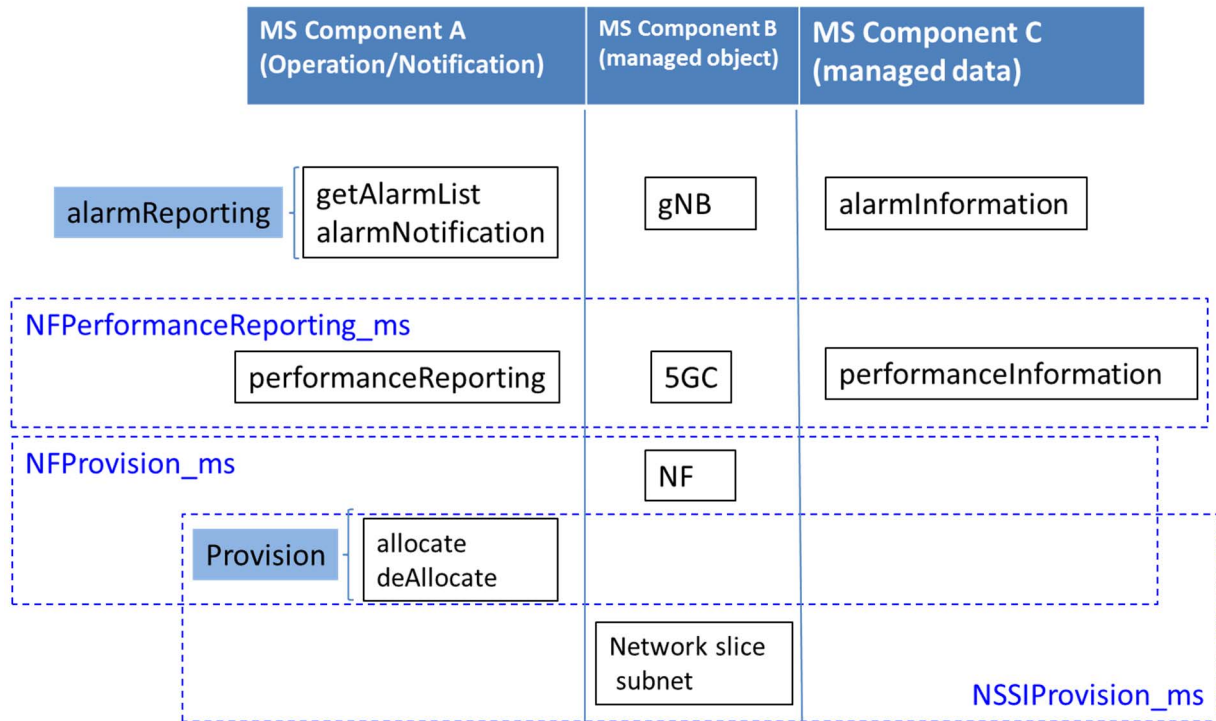 MS Component A
(Operation/Notification)
MS Component B
(managed object)
MS Component C
(managed data)
alarmReporting
getAlarmList
alarmNotification
gNB
alarmInformation
NFPerformanceReporting_ms
performanceReporting
5GC
performanceInformation
NFProvision_ms
NF
Provision
allocate
deAllocate
Network slice
subnet
NSSIProvision_ms